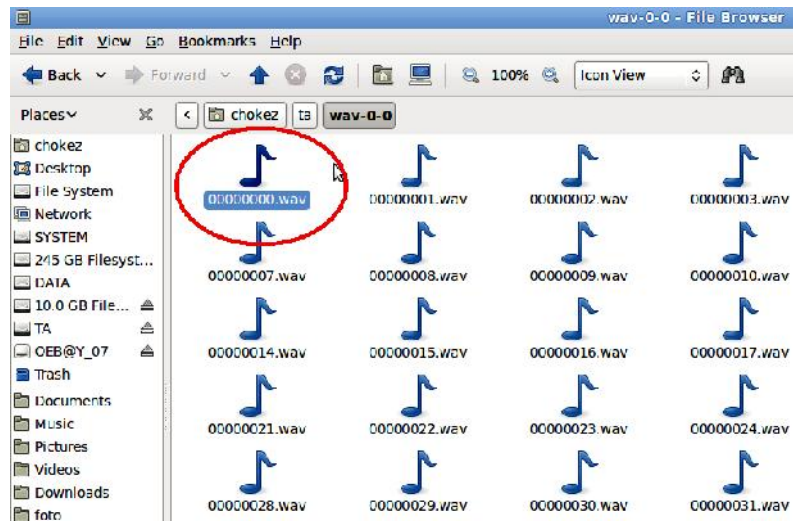 wav-0-0 - File Browser
File Edit View Go Bookmarks Help
Back Forward 100% Icon View
Places
< chokez ta wav-0-0
chokez
Desktop
File System
Network
SYSTEM
245 GB Filesyst...
DATA
10.0 GB File...
TA
OEB@Y_07
Trash
Documents
Music
Pictures
Videos
Downloads
foto
00000000.wav 00000001.wav 00000002.wav 00000003.wav
00000007.wav 00000008.wav 00000009.wav 00000010.wav
00000014.wav 00000015.wav 00000016.wav 00000017.wav
00000021.wav 00000022.wav 00000023.wav 00000024.wav
00000028.wav 00000029.wav 00000030.wav 00000031.wav